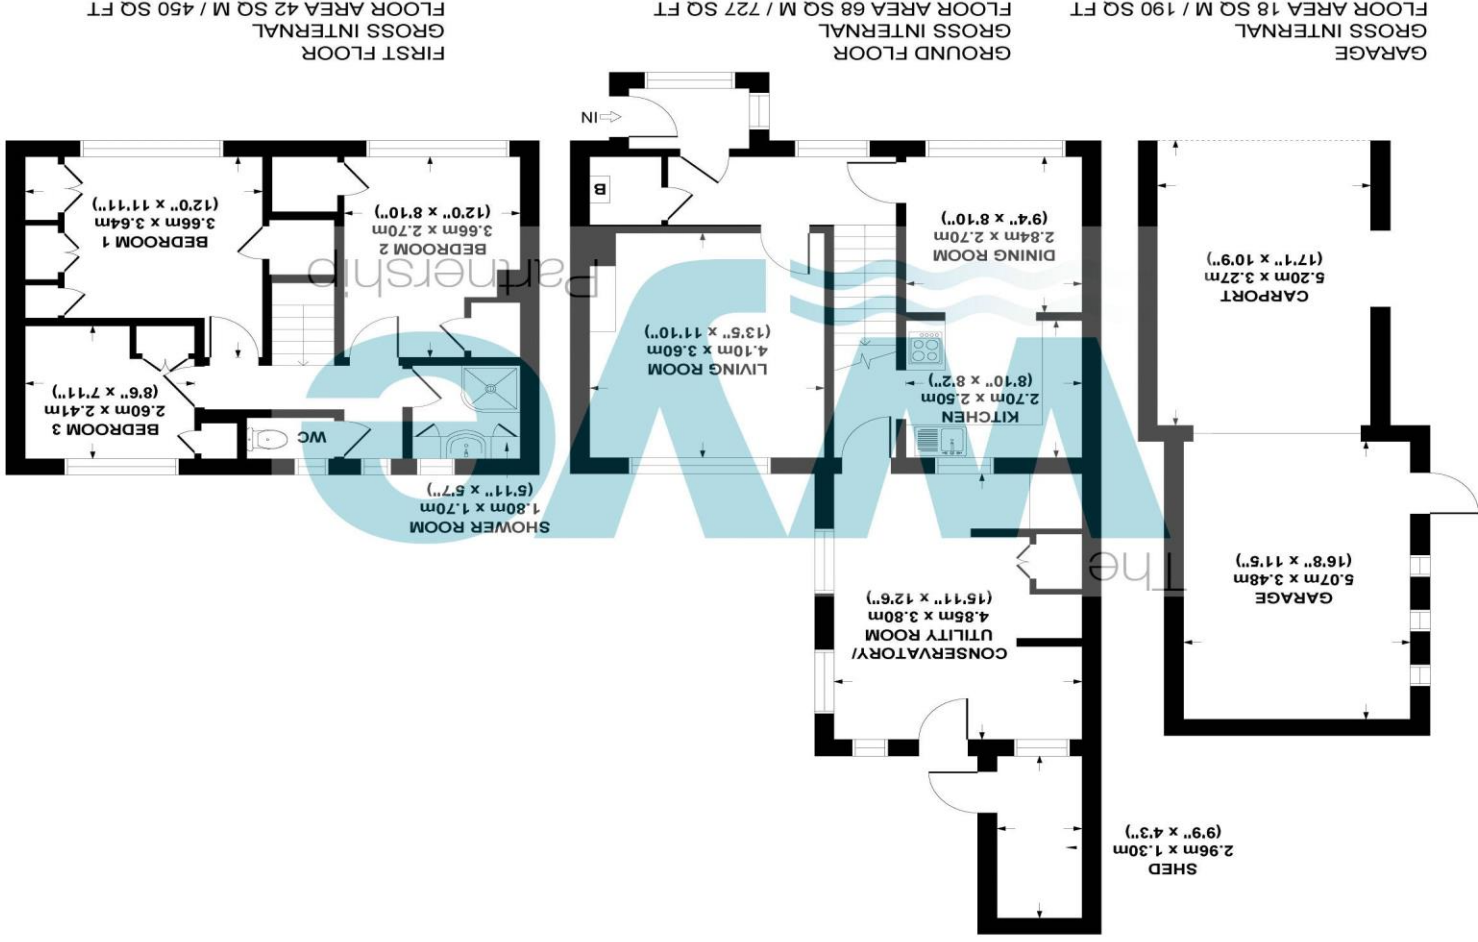 SHED
2.96m x 1.30m
(9'9" x 4'3")
CONSERVATORY/
UTILITY ROOM
4.85m x 3.80m
(15'11" x 12'6")
GARAGE
5.07m x 3.48m
(16'8" x 11'5")
The
wye
Partnership
SHOWER ROOM
1.80m x 1.70m
(5'11" x 5'7")
KITCHEN
2.70m x 2.50m
(8'10" x 8'2")
LIVING ROOM
4.10m x 3.60m
(13'5" x 11'10")
WC
BEDROOM 3
2.60m x 2.41m
(8'6" x 7'11")
CARPORT
5.20m x 3.27m
(17'1" x 10'9")
DINING ROOM
2.84m x 2.70m
(9'4" x 8'10")
BEDROOM 2
3.66m x 2.70m
(12'0" x 8'10")
BEDROOM 1
3.66m x 3.64m
(12'0" x 11'11")
B
IN
GARAGE
GROSS INTERNAL
FLOOR AREA 18 SQ M / 190 SQ FT
GROUND FLOOR
GROSS INTERNAL
FLOOR AREA 68 SQ M / 727 SQ FT
FIRST FLOOR
GROSS INTERNAL
FLOOR AREA 42 SQ M / 450 SQ FT